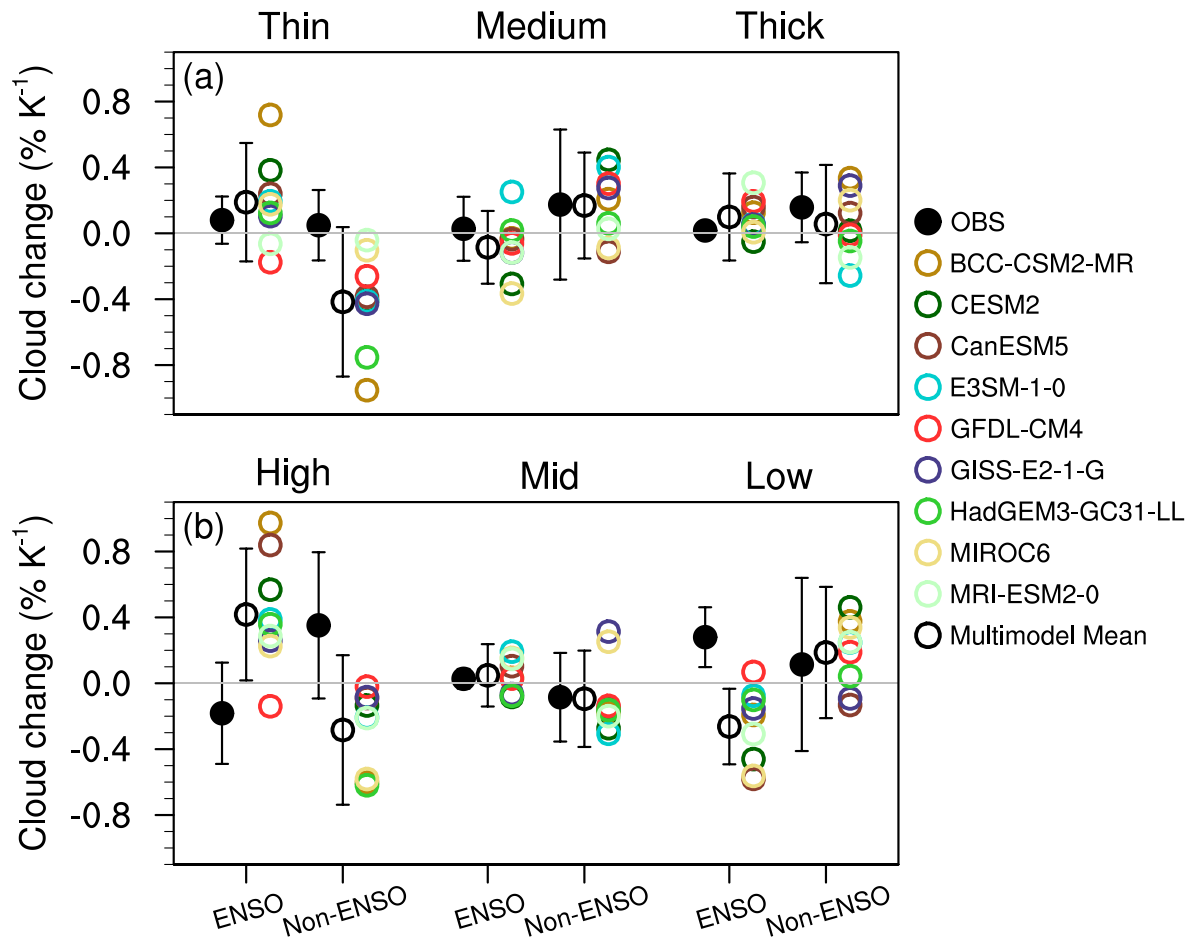 Thin Medium Thick
(a)
Cloud change (% K⁻¹)
0.8
0.4
0.0
-0.4
-0.8
High Mid Low
(b)
Cloud change (% K⁻¹)
0.8
0.4
0.0
-0.4
-0.8
ENSO Non-ENSO ENSO Non-ENSO ENSO Non-ENSO
OBS
BCC-CSM2-MR
CESM2
CanESM5
E3SM-1-0
GFDL-CM4
GISS-E2-1-G
HadGEM3-GC31-LL
MIROC6
MRI-ESM2-0
Multimodel Mean